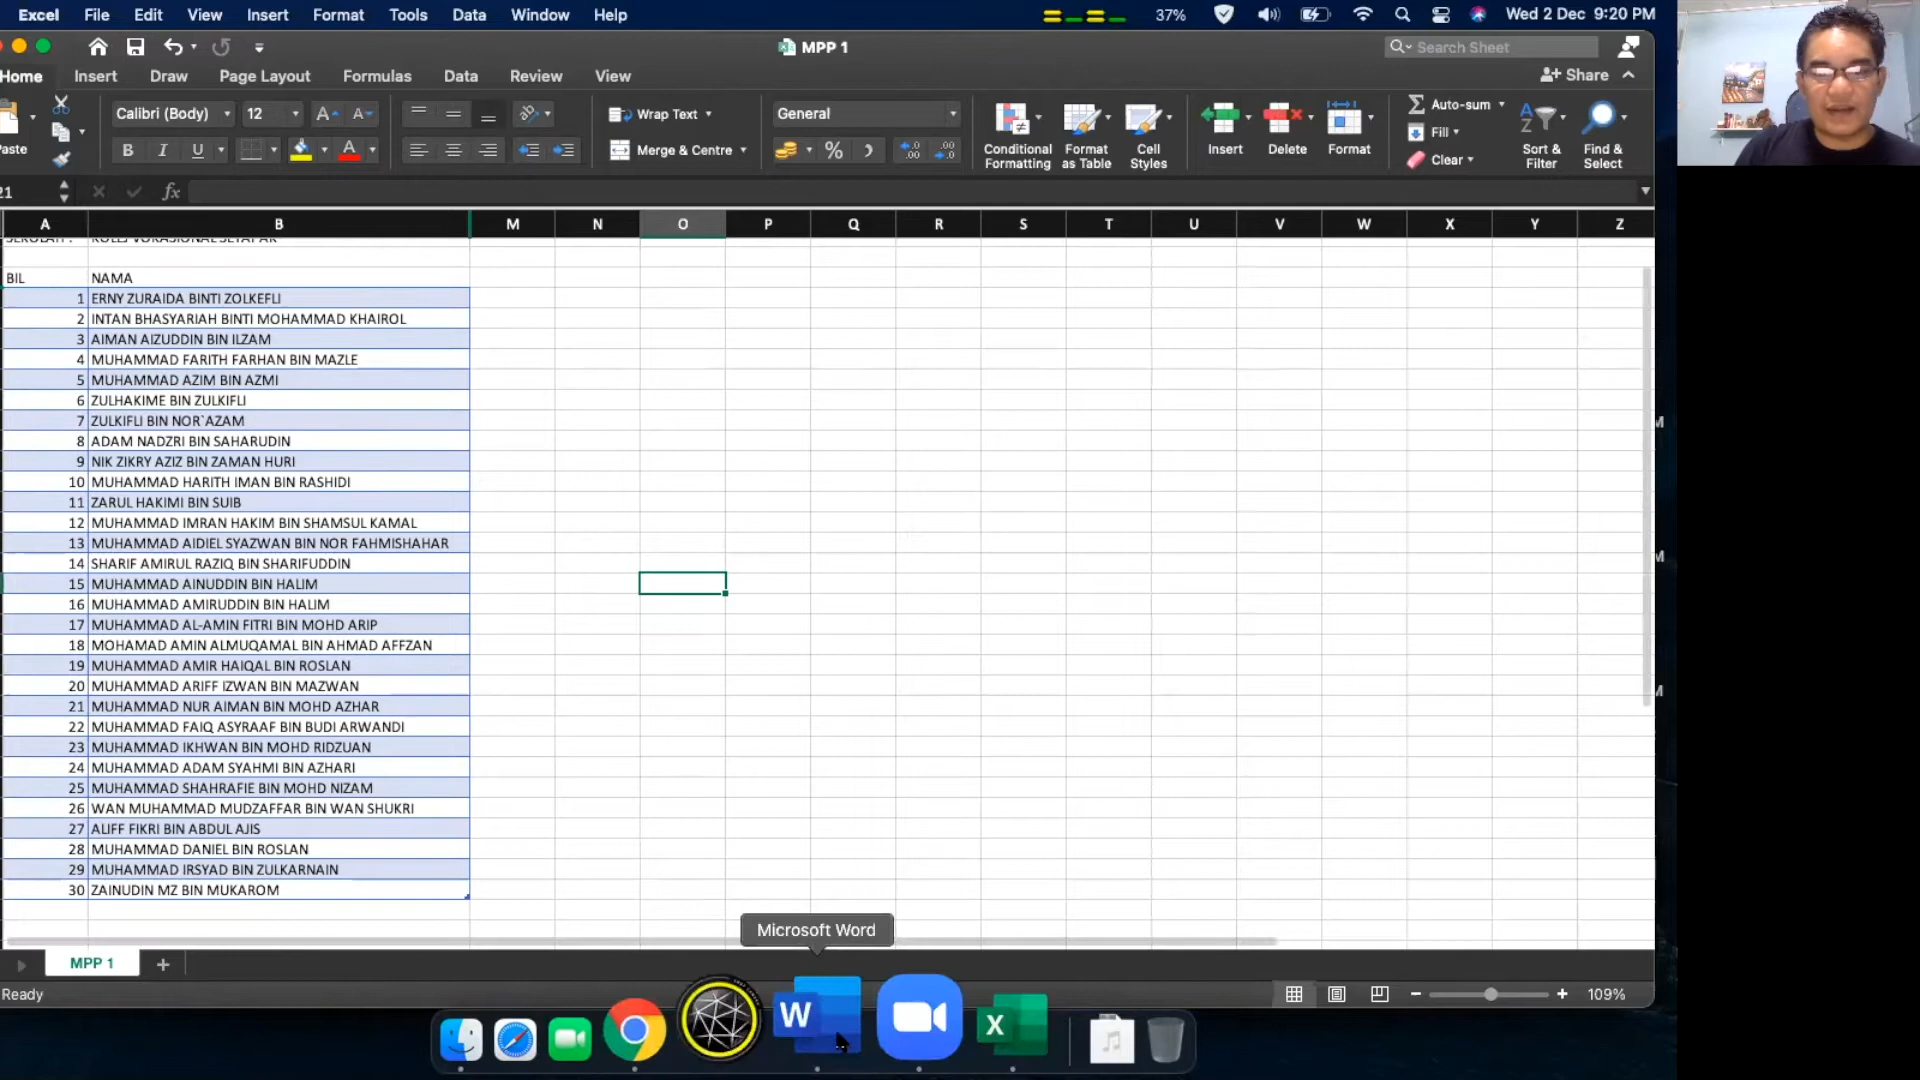 Excel File Edit View Insert Format Tools Data Window Help 37% Wed 2 Dec 9:20 PM
MPP 1 Search Sheet
Home Insert Draw Page Layout Formulas Data Review View Share
Paste Calibri (Body) 12 A A Wrap Text General Auto-sum
B I U A Merge & Centre % Conditional Formatting Format as Table Cell Styles Insert Delete Format Fill Clear Sort & Filter Find & Select
21 fx
A B M N O P Q R S T U V W X Y Z
BIL NAMA
1 ERNY ZURAIDA BINTI ZOLKEFLI
2 INTAN BHASYARIAH BINTI MOHAMMAD KHAIROL
3 AIMAN AIZUDDIN BIN ILZAM
4 MUHAMMAD FARITH FARHAN BIN MAZLE
5 MUHAMMAD AZIM BIN AZMI
6 ZULHAKIME BIN ZULKIFLI
7 ZULKIFLI BIN NOR`AZAM
8 ADAM NADZRI BIN SAHARUDIN
9 NIK ZIKRY AZIZ BIN ZAMAN HURI
10 MUHAMMAD HARITH IMAN BIN RASHIDI
11 ZARUL HAKIMI BIN SUIB
12 MUHAMMAD IMRAN HAKIM BIN SHAMSUL KAMAL
13 MUHAMMAD AIDIEL SYAZWAN BIN NOR FAHMISHAHAR
14 SHARIF AMIRUL RAZIQ BIN SHARIFUDDIN
15 MUHAMMAD AINUDDIN BIN HALIM
16 MUHAMMAD AMIRUDDIN BIN HALIM
17 MUHAMMAD AL-AMIN FITRI BIN MOHD ARIP
18 MOHAMAD AMIN ALMUQAMAL BIN AHMAD AFFZAN
19 MUHAMMAD AMIR HAIQAL BIN ROSLAN
20 MUHAMMAD ARIFF IZWAN BIN MAZWAN
21 MUHAMMAD NUR AIMAN BIN MOHD AZHAR
22 MUHAMMAD FAIQ ASYRAAF BIN BUDI ARWANDI
23 MUHAMMAD IKHWAN BIN MOHD RIDZUAN
24 MUHAMMAD ADAM SYAHMI BIN AZHARI
25 MUHAMMAD SHAHRAFIE BIN MOHD NIZAM
26 WAN MUHAMMAD MUDZAFFAR BIN WAN SHUKRI
27 ALIFF FIKRI BIN ABDUL AJIS
28 MUHAMMAD DANIEL BIN ROSLAN
29 MUHAMMAD IRSYAD BIN ZULKARNAIN
30 ZAINUDIN MZ BIN MUKAROM
Microsoft Word
MPP 1
Ready 109%